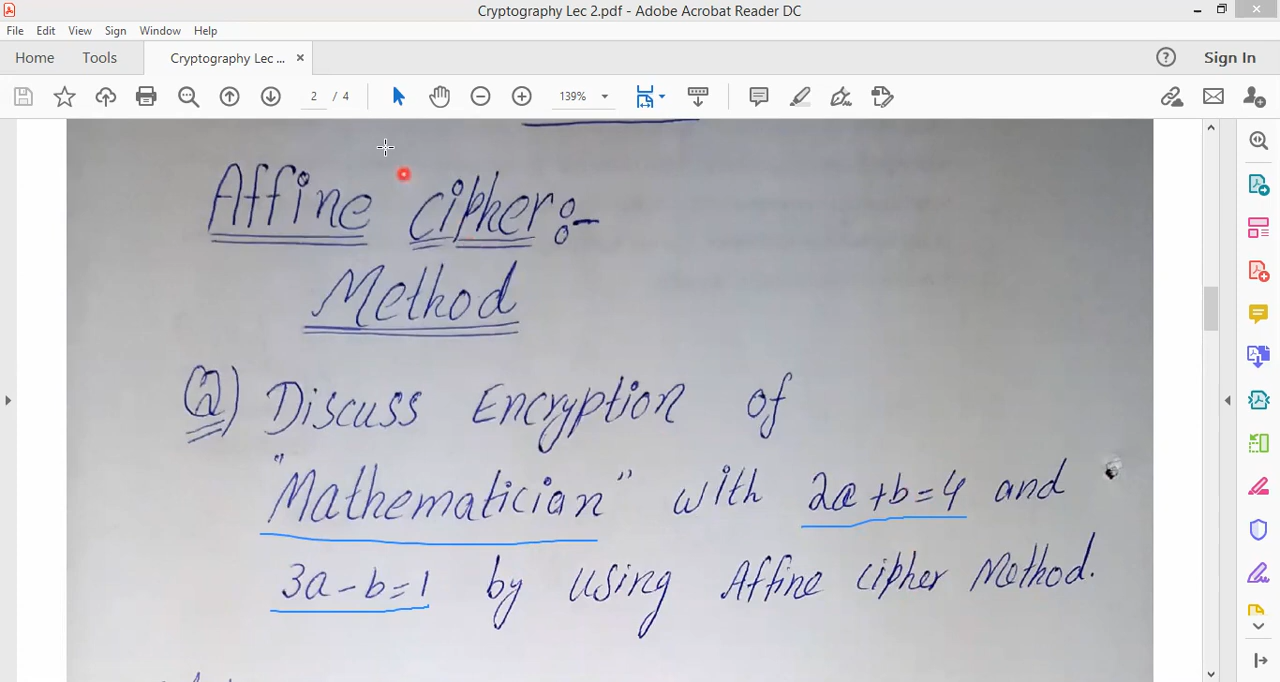 Cryptography Lec 2.pdf - Adobe Acrobat Reader DC
File Edit View Sign Window Help
Home Tools Cryptography Lec ... × Sign In
2 / 4 139%
Affine cipher:-
Method
Q) Discuss Encryption of
"Mathematician" with 2a+b=4 and
3a-b=1 by using Affine cipher Method.